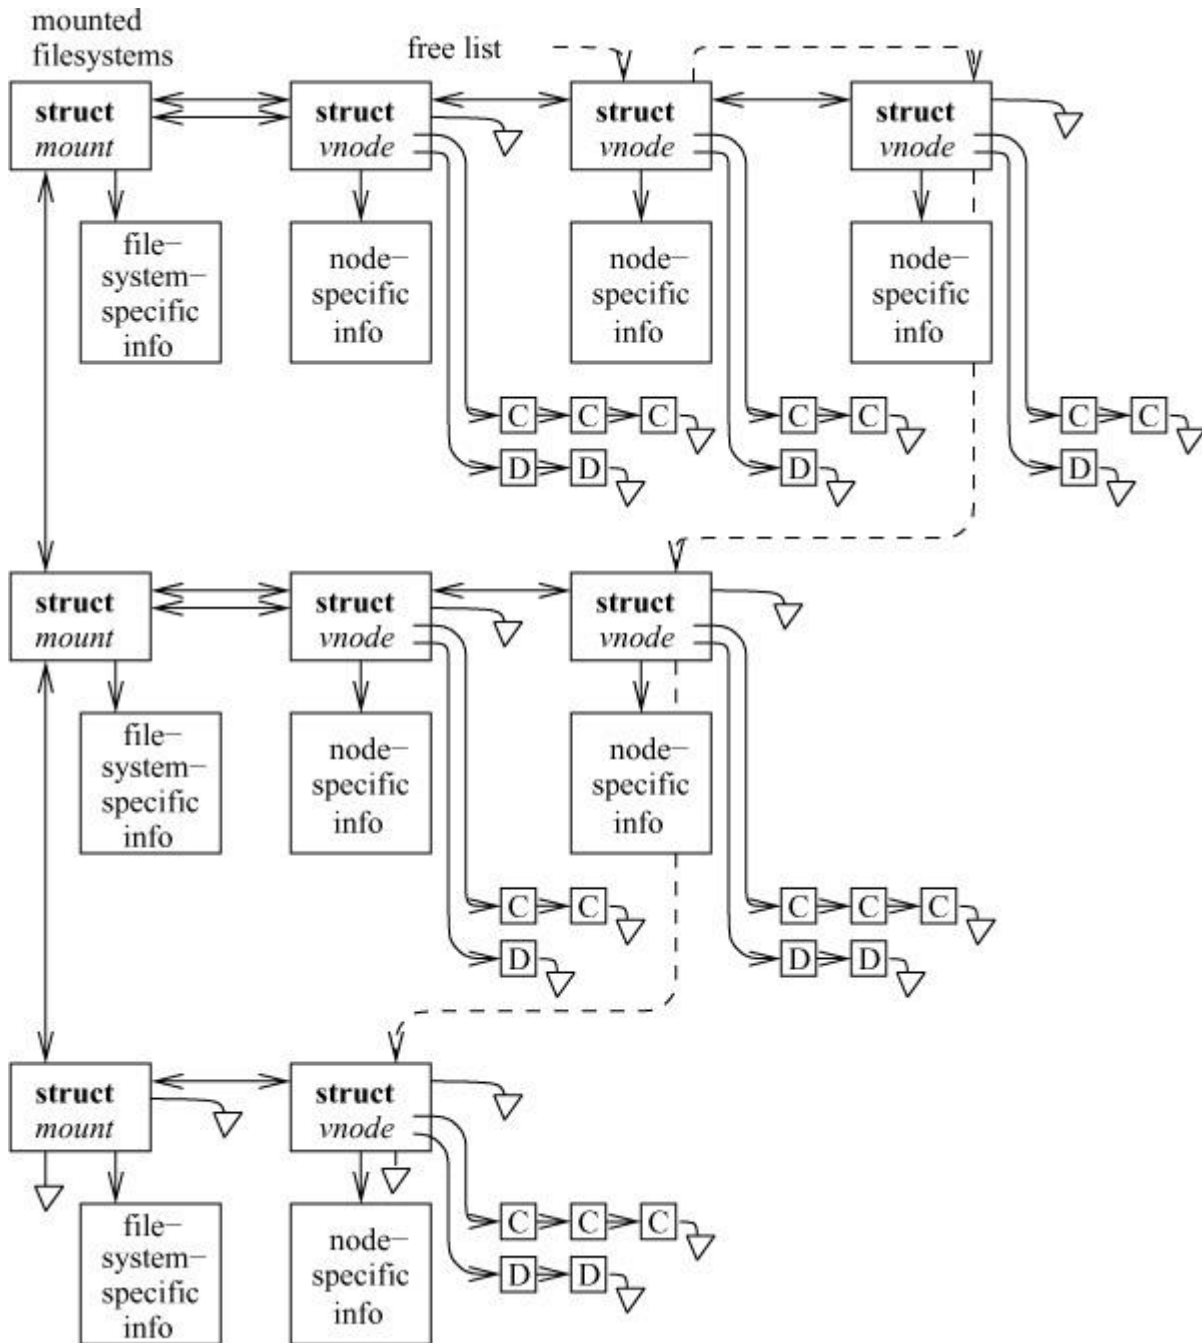 mounted
filesystems
free list
struct
mount
struct
vnode
struct
vnode
struct
vnode
file–
system–
specific
info
node–
specific
info
node–
specific
info
node–
specific
info
C C C
D D
C C
D
C C
D
struct
mount
struct
vnode
struct
vnode
file–
system–
specific
info
node–
specific
info
node–
specific
info
C C
D
C C C
D D
struct
mount
struct
vnode
file–
system–
specific
info
node–
specific
info
C C C
D D